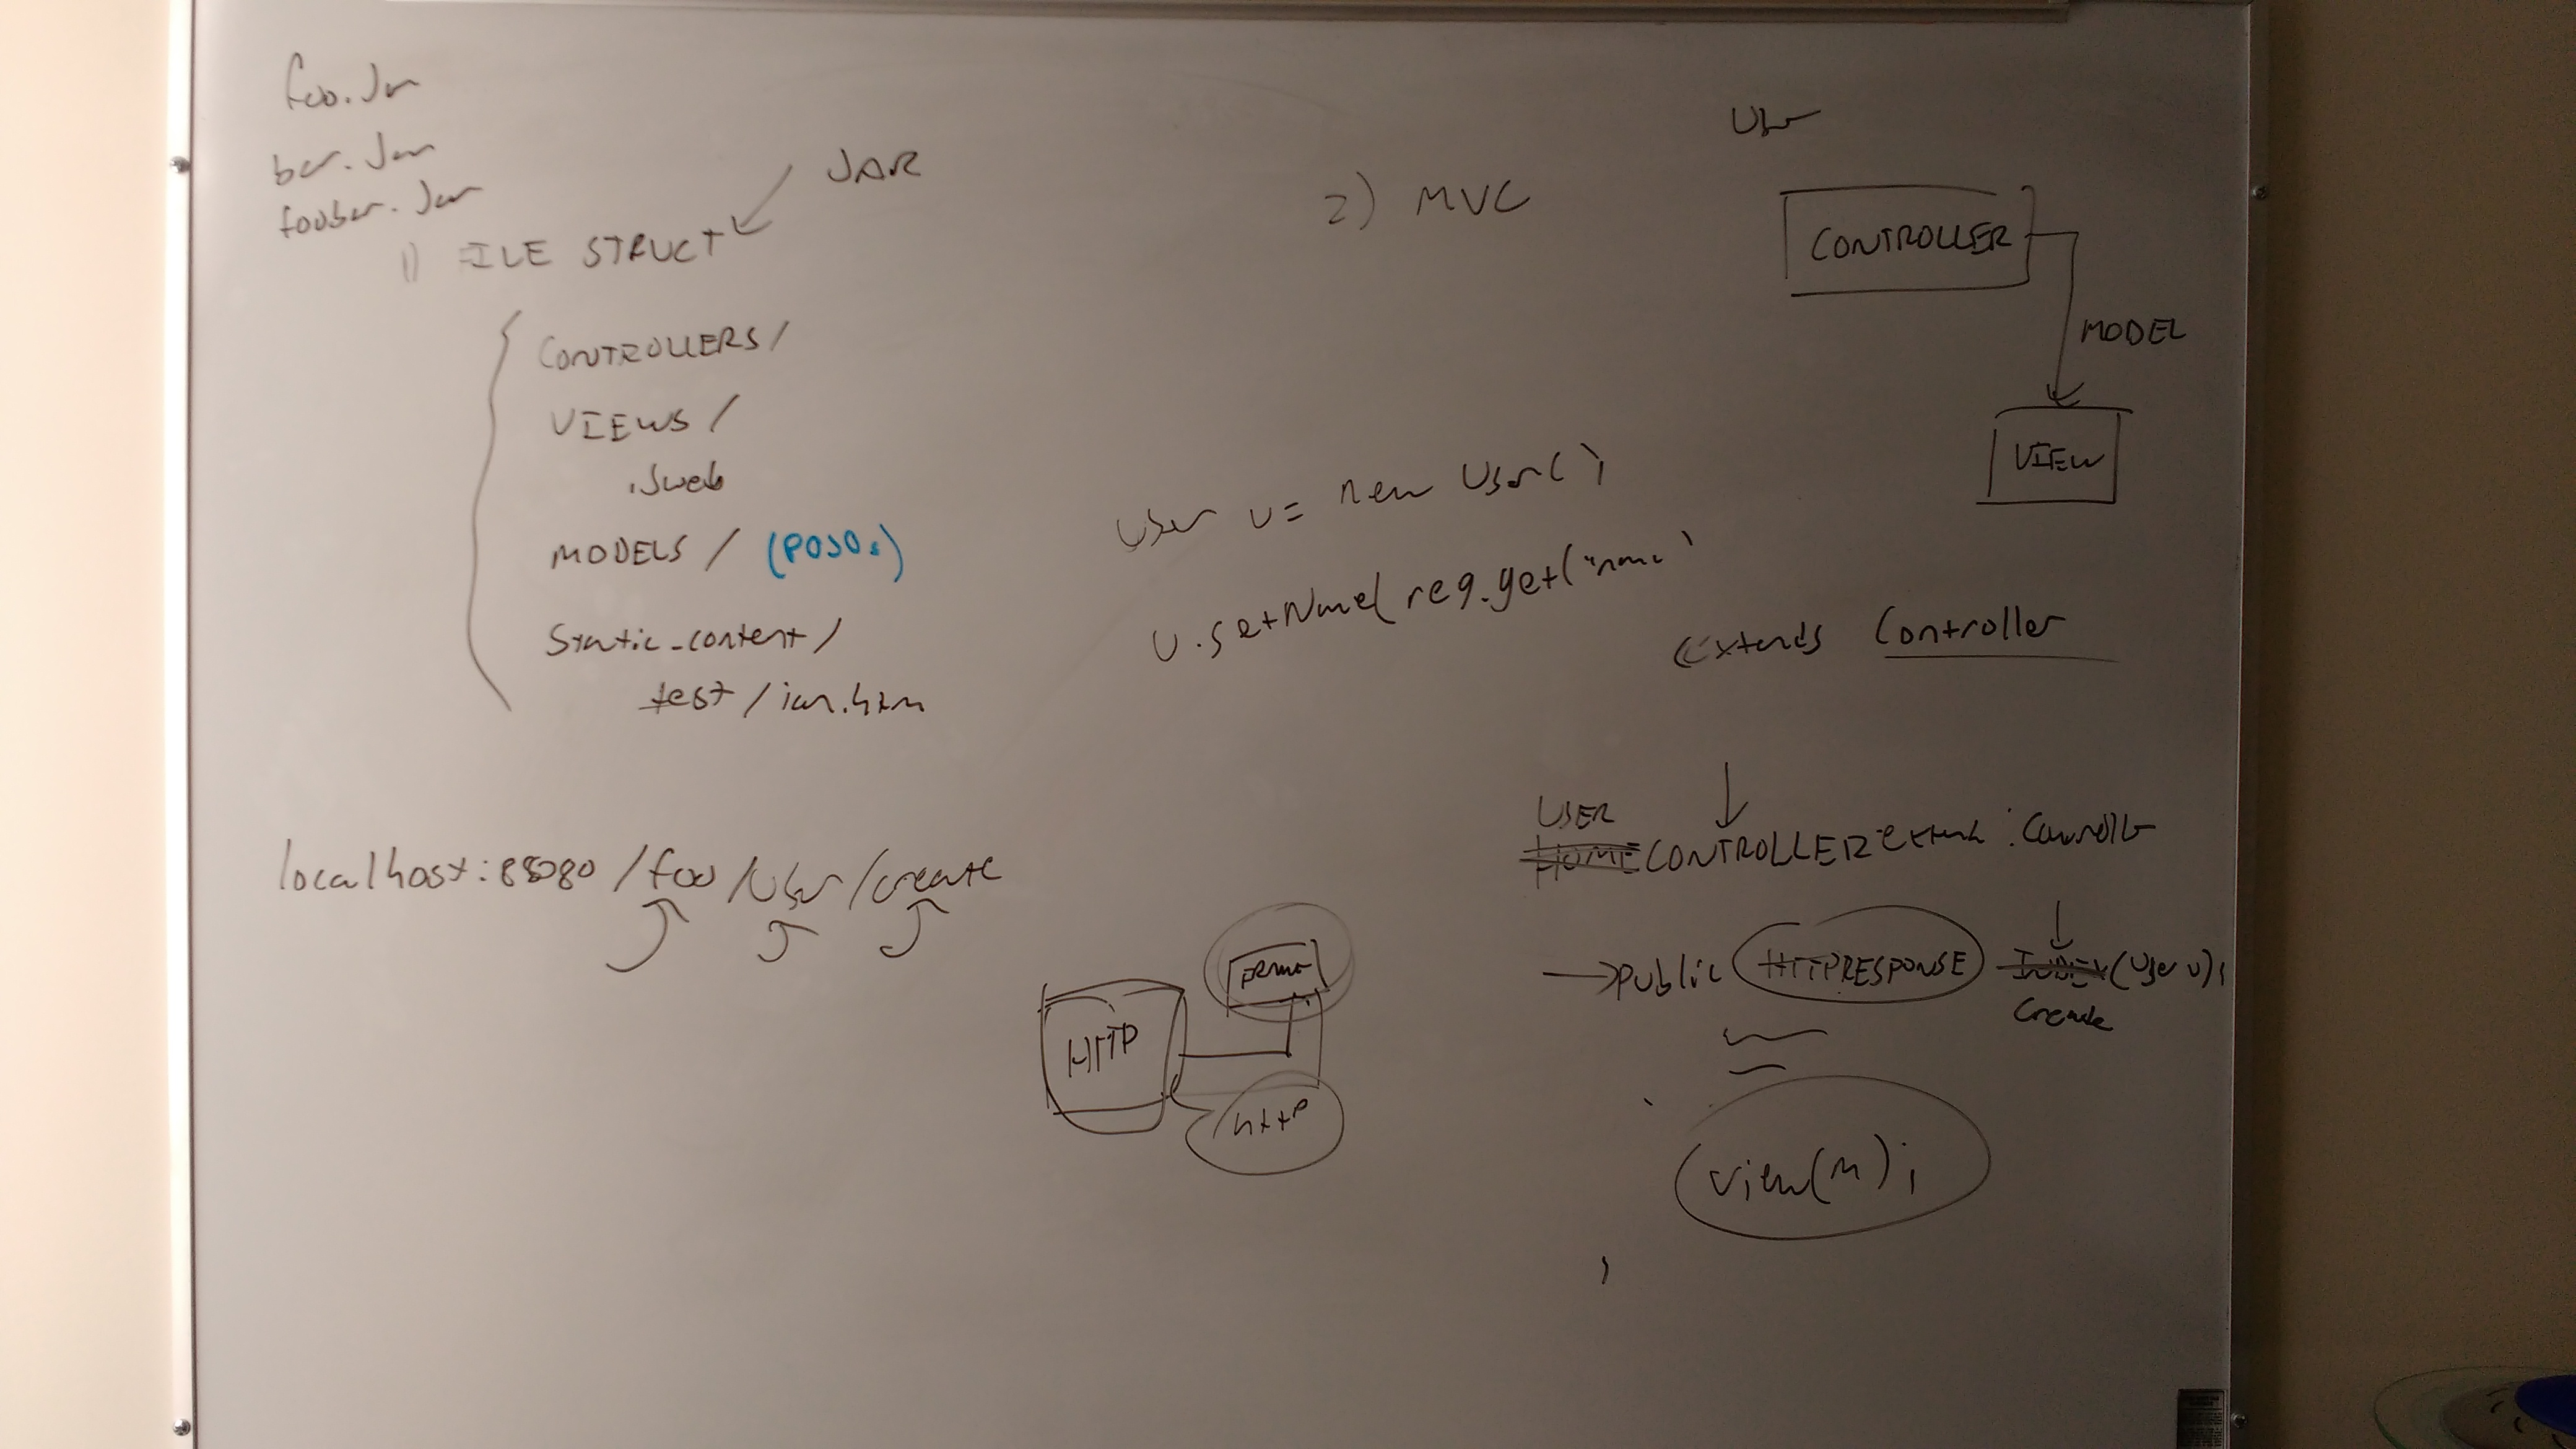 foo.Jar
bar.Jar
foobar.Jar
JAR
1) FILE STRUCT
CONTROLLERS/
VIEWS/
.Jweb
MODELS/ (POJOs)
Static_content/
test/ian.htm
localhost:88080/foo/User/create
2) MVC
User
CONTROLLER
MODEL
VIEW
User u= new User()
u.setName(req.get("name"
extends Controller
USER
HOME CONTROLLER extends Controller
Public HTTPRESPONSE INDEX (User u);
Create
View(m);
HTTP
http